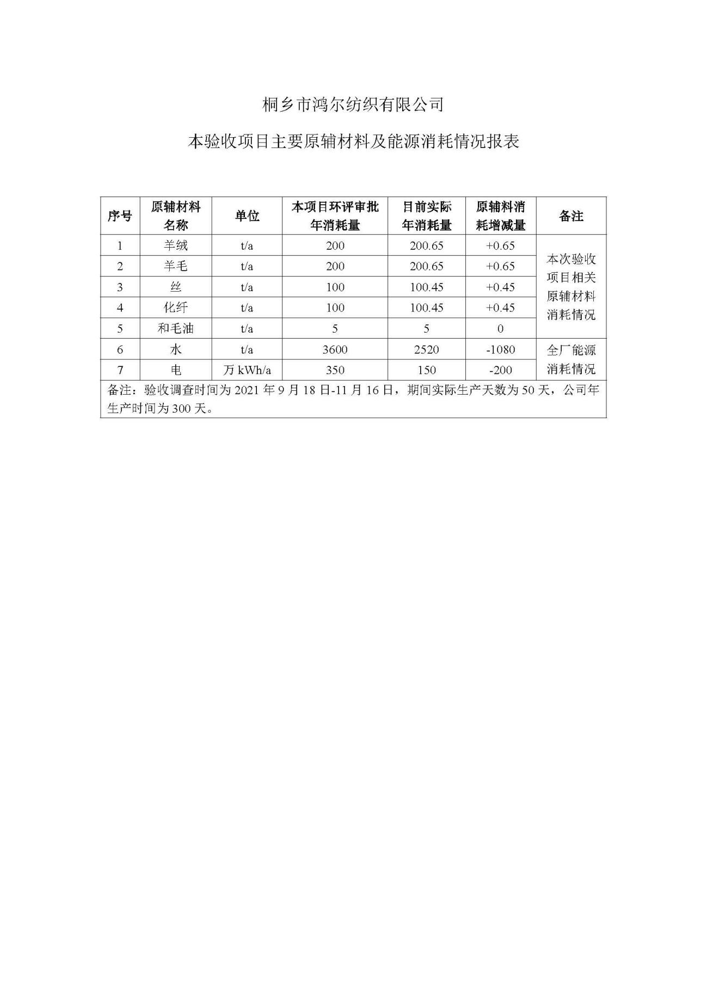 桐乡市鸿尔纺织有限公司
本验收项目主要原辅材料及能源消耗情况报表
序号 原辅材料名称 单位 本项目环评审批年消耗量 目前实际年消耗量 原辅料消耗增减量 备注
1 羊绒 t/a 200 200.65 +0.65 本次验收项目相关原辅材料消耗情况
2 羊毛 t/a 200 200.65 +0.65
3 丝 t/a 100 100.45 +0.45
4 化纤 t/a 100 100.45 +0.45
5 和毛油 t/a 5 5 0
6 水 t/a 3600 2520 -1080 全厂能源消耗情况
7 电 万 kWh/a 350 150 -200
备注：验收调查时间为 2021 年 9 月 18 日-11 月 16 日，期间实际生产天数为 50 天，公司年
生产时间为 300 天。